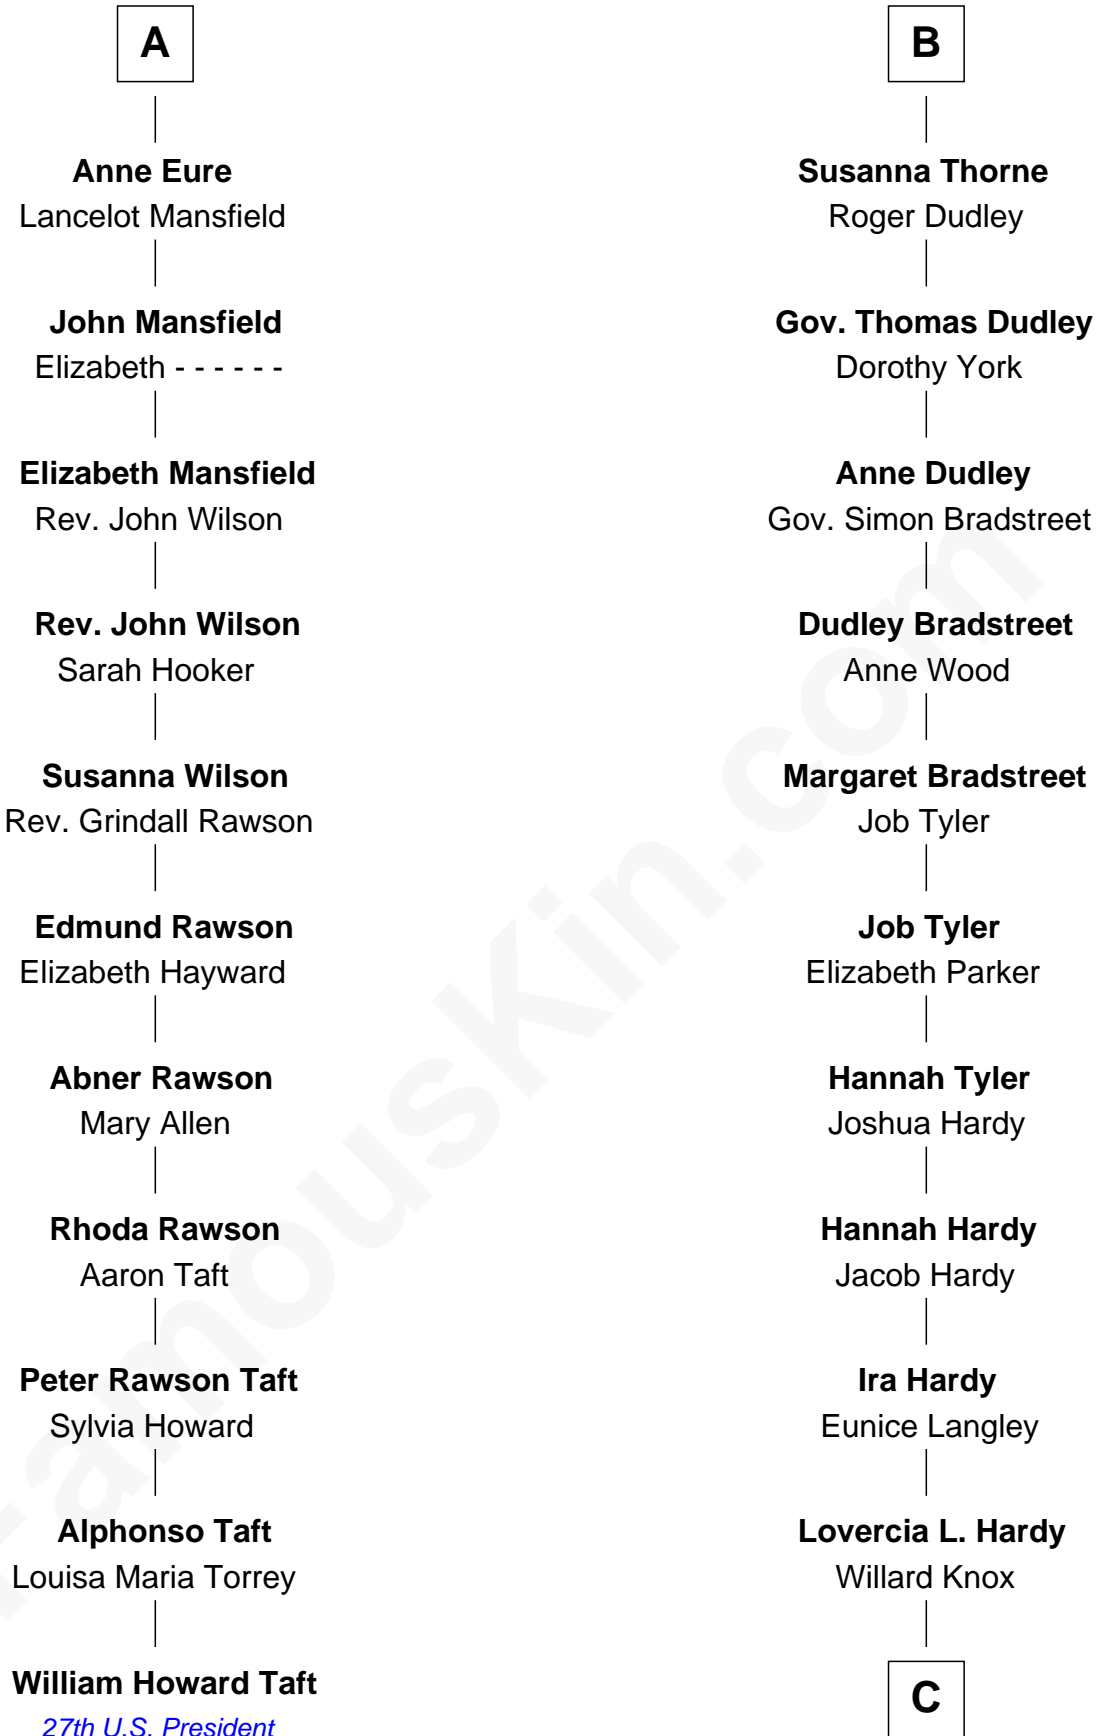 A
Anne Eure
Lancelot Mansfield
John Mansfield
Elizabeth - - - - - -
Elizabeth Mansfield
Rev. John Wilson
Rev. John Wilson
Sarah Hooker
Susanna Wilson
Rev. Grindall Rawson
Edmund Rawson
Elizabeth Hayward
Abner Rawson
Mary Allen
Rhoda Rawson
Aaron Taft
Peter Rawson Taft
Sylvia Howard
Alphonso Taft
Louisa Maria Torrey
William Howard Taft
27th U.S. President
B
Susanna Thorne
Roger Dudley
Gov. Thomas Dudley
Dorothy York
Anne Dudley
Gov. Simon Bradstreet
Dudley Bradstreet
Anne Wood
Margaret Bradstreet
Job Tyler
Job Tyler
Elizabeth Parker
Hannah Tyler
Joshua Hardy
Hannah Hardy
Jacob Hardy
Ira Hardy
Eunice Langley
Lovercia L. Hardy
Willard Knox
C
FamousKin.com